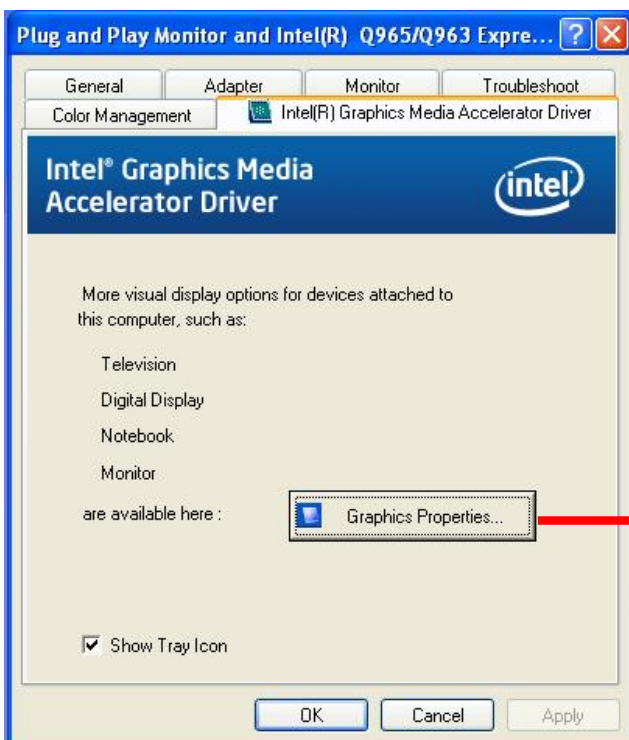 Plug and Play Monitor and Intel(R) Q965/Q963 Expre...
General Adapter Monitor Troubleshoot
Color Management Intel(R) Graphics Media Accelerator Driver
Intel® Graphics Media
Accelerator Driver
intel
More visual display options for devices attached to
this computer, such as:
Television
Digital Display
Notebook
Monitor
are available here :
Graphics Properties...
Show Tray Icon
OK Cancel Apply